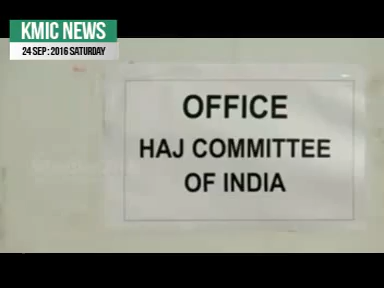 KMIC NEWS
24 SEP : 2016 SATURDAY
OFFICE
HAJ COMMITTEE
OF INDIA